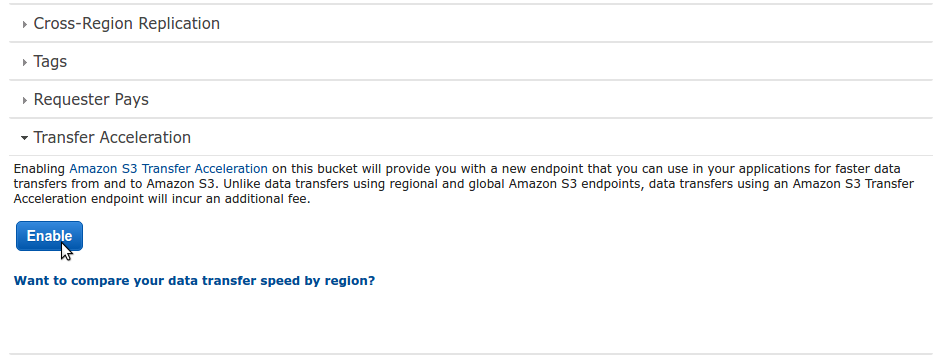 Cross-Region Replication
Tags
Requester Pays
Transfer Acceleration
Enabling Amazon S3 Transfer Acceleration on this bucket will provide you with a new endpoint that you can use in your applications for faster data
transfers from and to Amazon S3. Unlike data transfers using regional and global Amazon S3 endpoints, data transfers using an Amazon S3 Transfer
Acceleration endpoint will incur an additional fee.
Enable
Want to compare your data transfer speed by region?